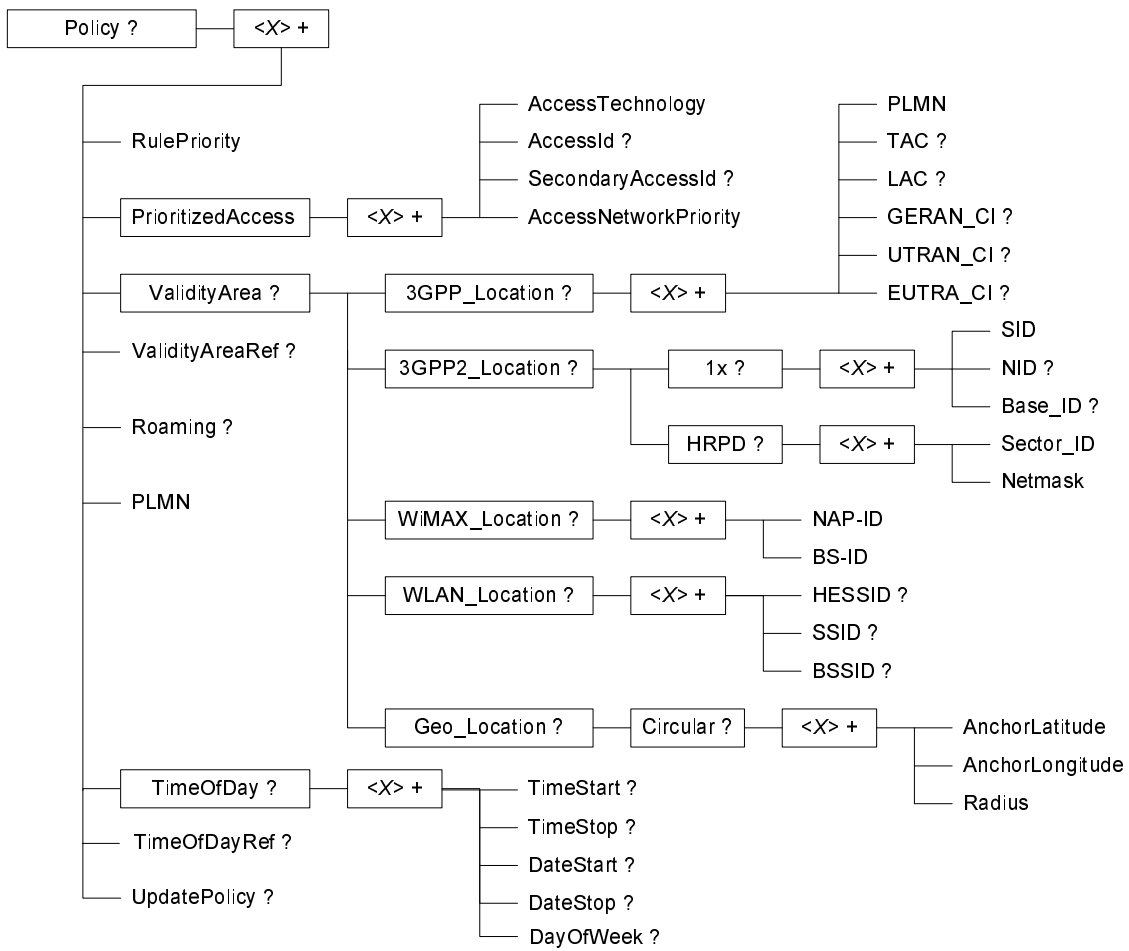 Policy ?
<X> +
RulePriority
PrioritizedAccess
<X> +
AccessTechnology
AccessId ?
SecondaryAccessId ?
AccessNetworkPriority
ValidityArea ?
3GPP_Location ?
<X> +
PLMN
TAC ?
LAC ?
GERAN_CI ?
UTRAN_CI ?
EUTRA_CI ?
3GPP2_Location ?
1x ?
<X> +
SID
NID ?
Base_ID ?
HRPD ?
<X> +
Sector_ID
Netmask
WiMAX_Location ?
<X> +
NAP-ID
BS-ID
WLAN_Location ?
<X> +
HESSID ?
SSID ?
BSSID ?
Geo_Location ?
Circular ?
<X> +
AnchorLatitude
AnchorLongitude
Radius
ValidityAreaRef ?
Roaming ?
PLMN
TimeOfDay ?
<X> +
TimeStart ?
TimeStop ?
DateStart ?
DateStop ?
DayOfWeek ?
TimeOfDayRef ?
UpdatePolicy ?